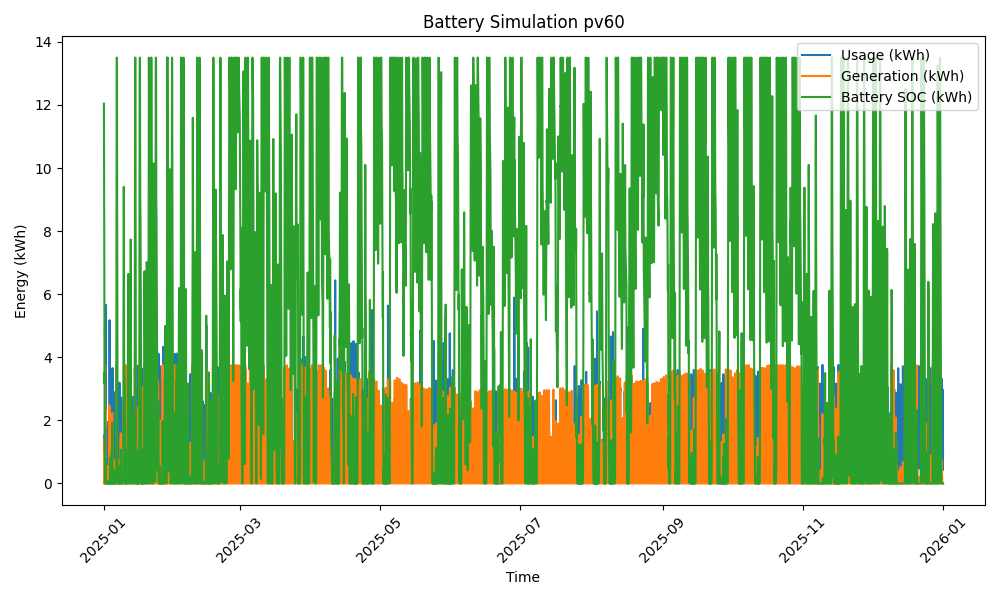 Battery Simulation pv60
Usage (kWh)
Generation (kWh)
Battery SOC (kWh)
Energy (kWh)
14
12
10
8
6
4
2
0
2025-01
2025-03
2025-05
2025-07
2025-09
2025-11
2026-01
Time